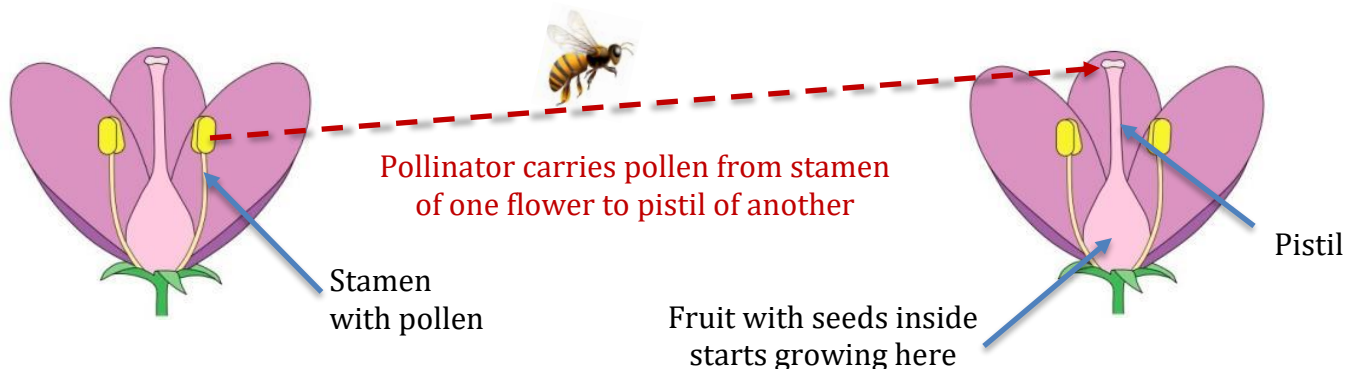 Pollinator carries pollen from stamen
of one flower to pistil of another
Stamen
with pollen
Pistil
Fruit with seeds inside
starts growing here